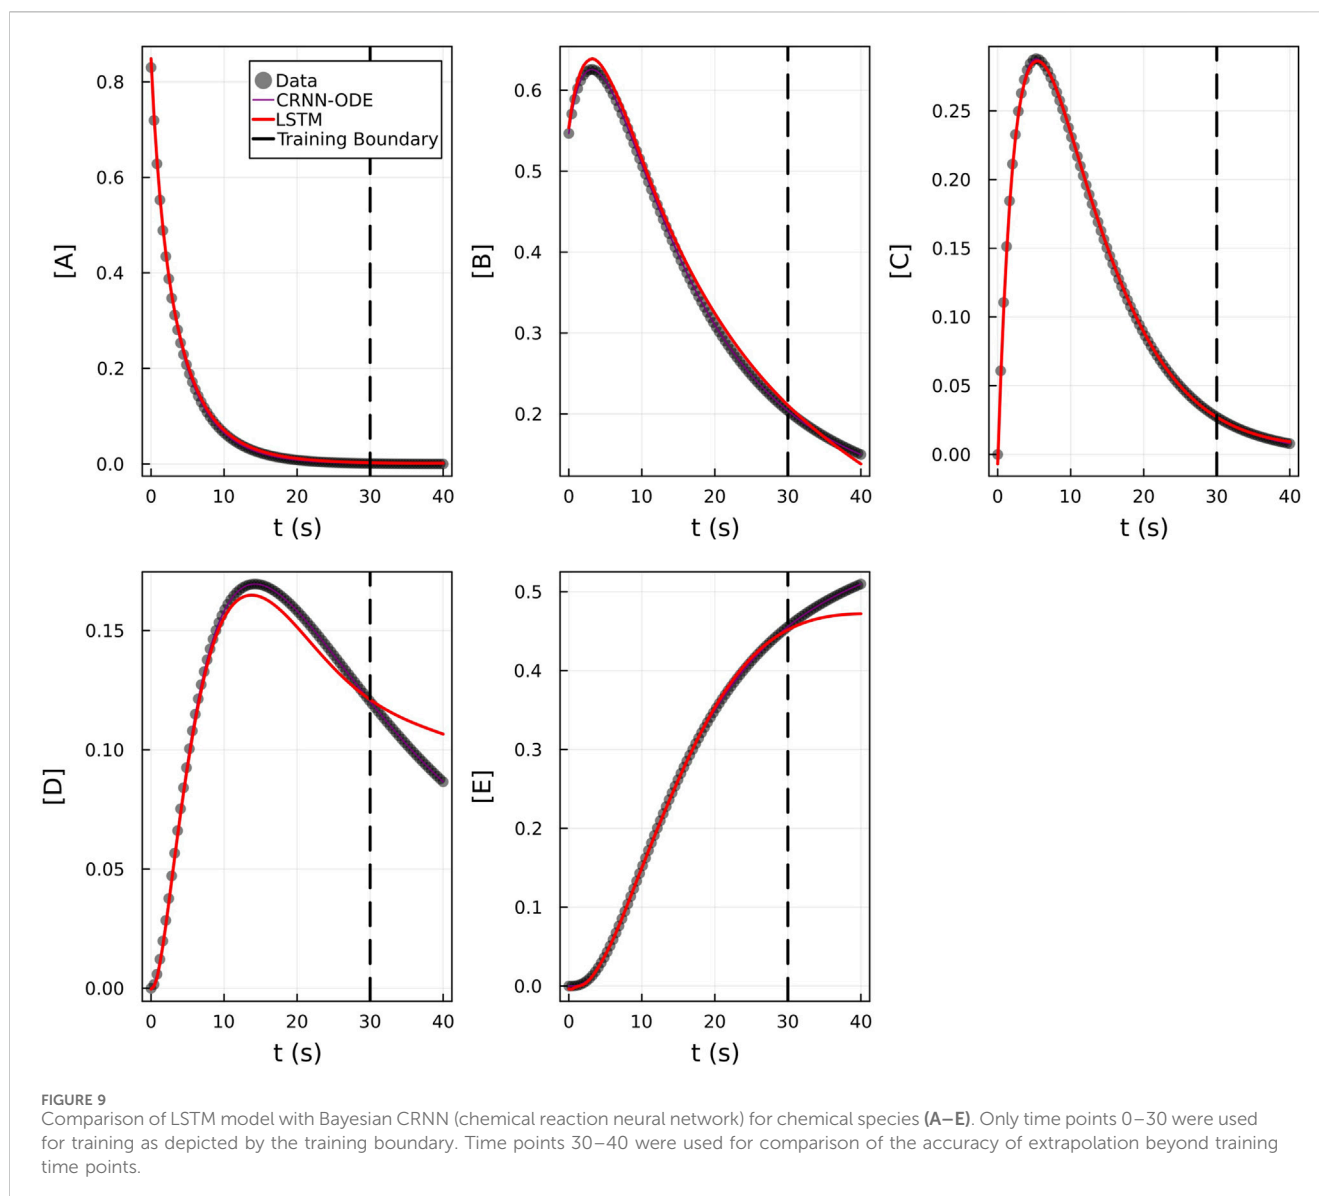 Data
CRNN-ODE
LSTM
Training Boundary
[A]
0.8
0.6
0.4
0.2
0.0
0 10 20 30 40
t (s)
[B]
0.6
0.5
0.4
0.3
0.2
0 10 20 30 40
t (s)
[C]
0.25
0.20
0.15
0.10
0.05
0.00
0 10 20 30 40
t (s)
[D]
0.15
0.10
0.05
0.00
0 10 20 30 40
t (s)
[E]
0.5
0.4
0.3
0.2
0.1
0.0
0 10 20 30 40
t (s)
FIGURE 9
Comparison of LSTM model with Bayesian CRNN (chemical reaction neural network) for chemical species (A–E). Only time points 0–30 were used
for training as depicted by the training boundary. Time points 30–40 were used for comparison of the accuracy of extrapolation beyond training
time points.